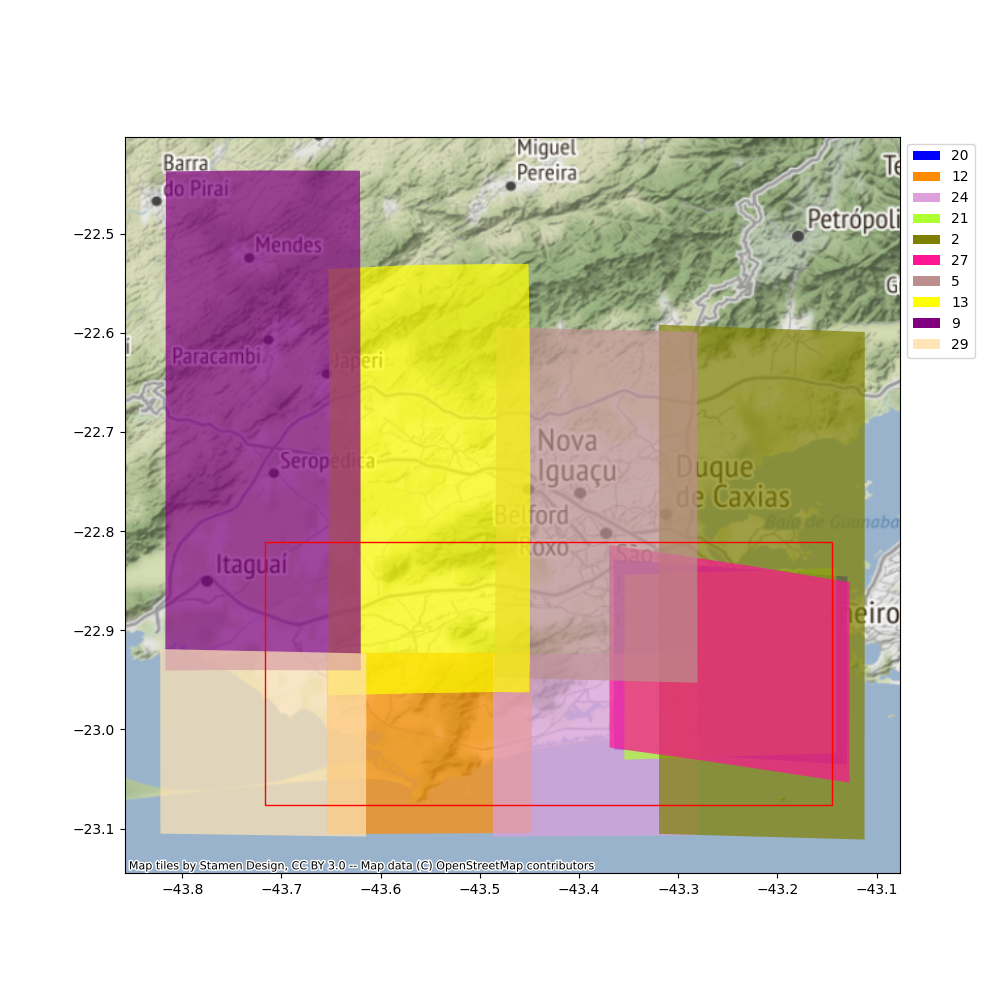 Barra
do Pirai
Miguel
Pereira
Te
Petrópoli
Mendes
G
Paracambi
Japeri
i
Nova
Iguaçu
Seropédica
Duque
de Caxias
Belford
Roxo
Baia de Guanaba
São
Itaguaí
neiro
Map tiles by Stamen Design, CC BY 3.0 -- Map data (C) OpenStreetMap contributors
−22.5
−22.6
−22.7
−22.8
−22.9
−23.0
−23.1
−43.8 −43.7 −43.6 −43.5 −43.4 −43.3 −43.2 −43.1
20
12
24
21
2
27
5
13
9
29